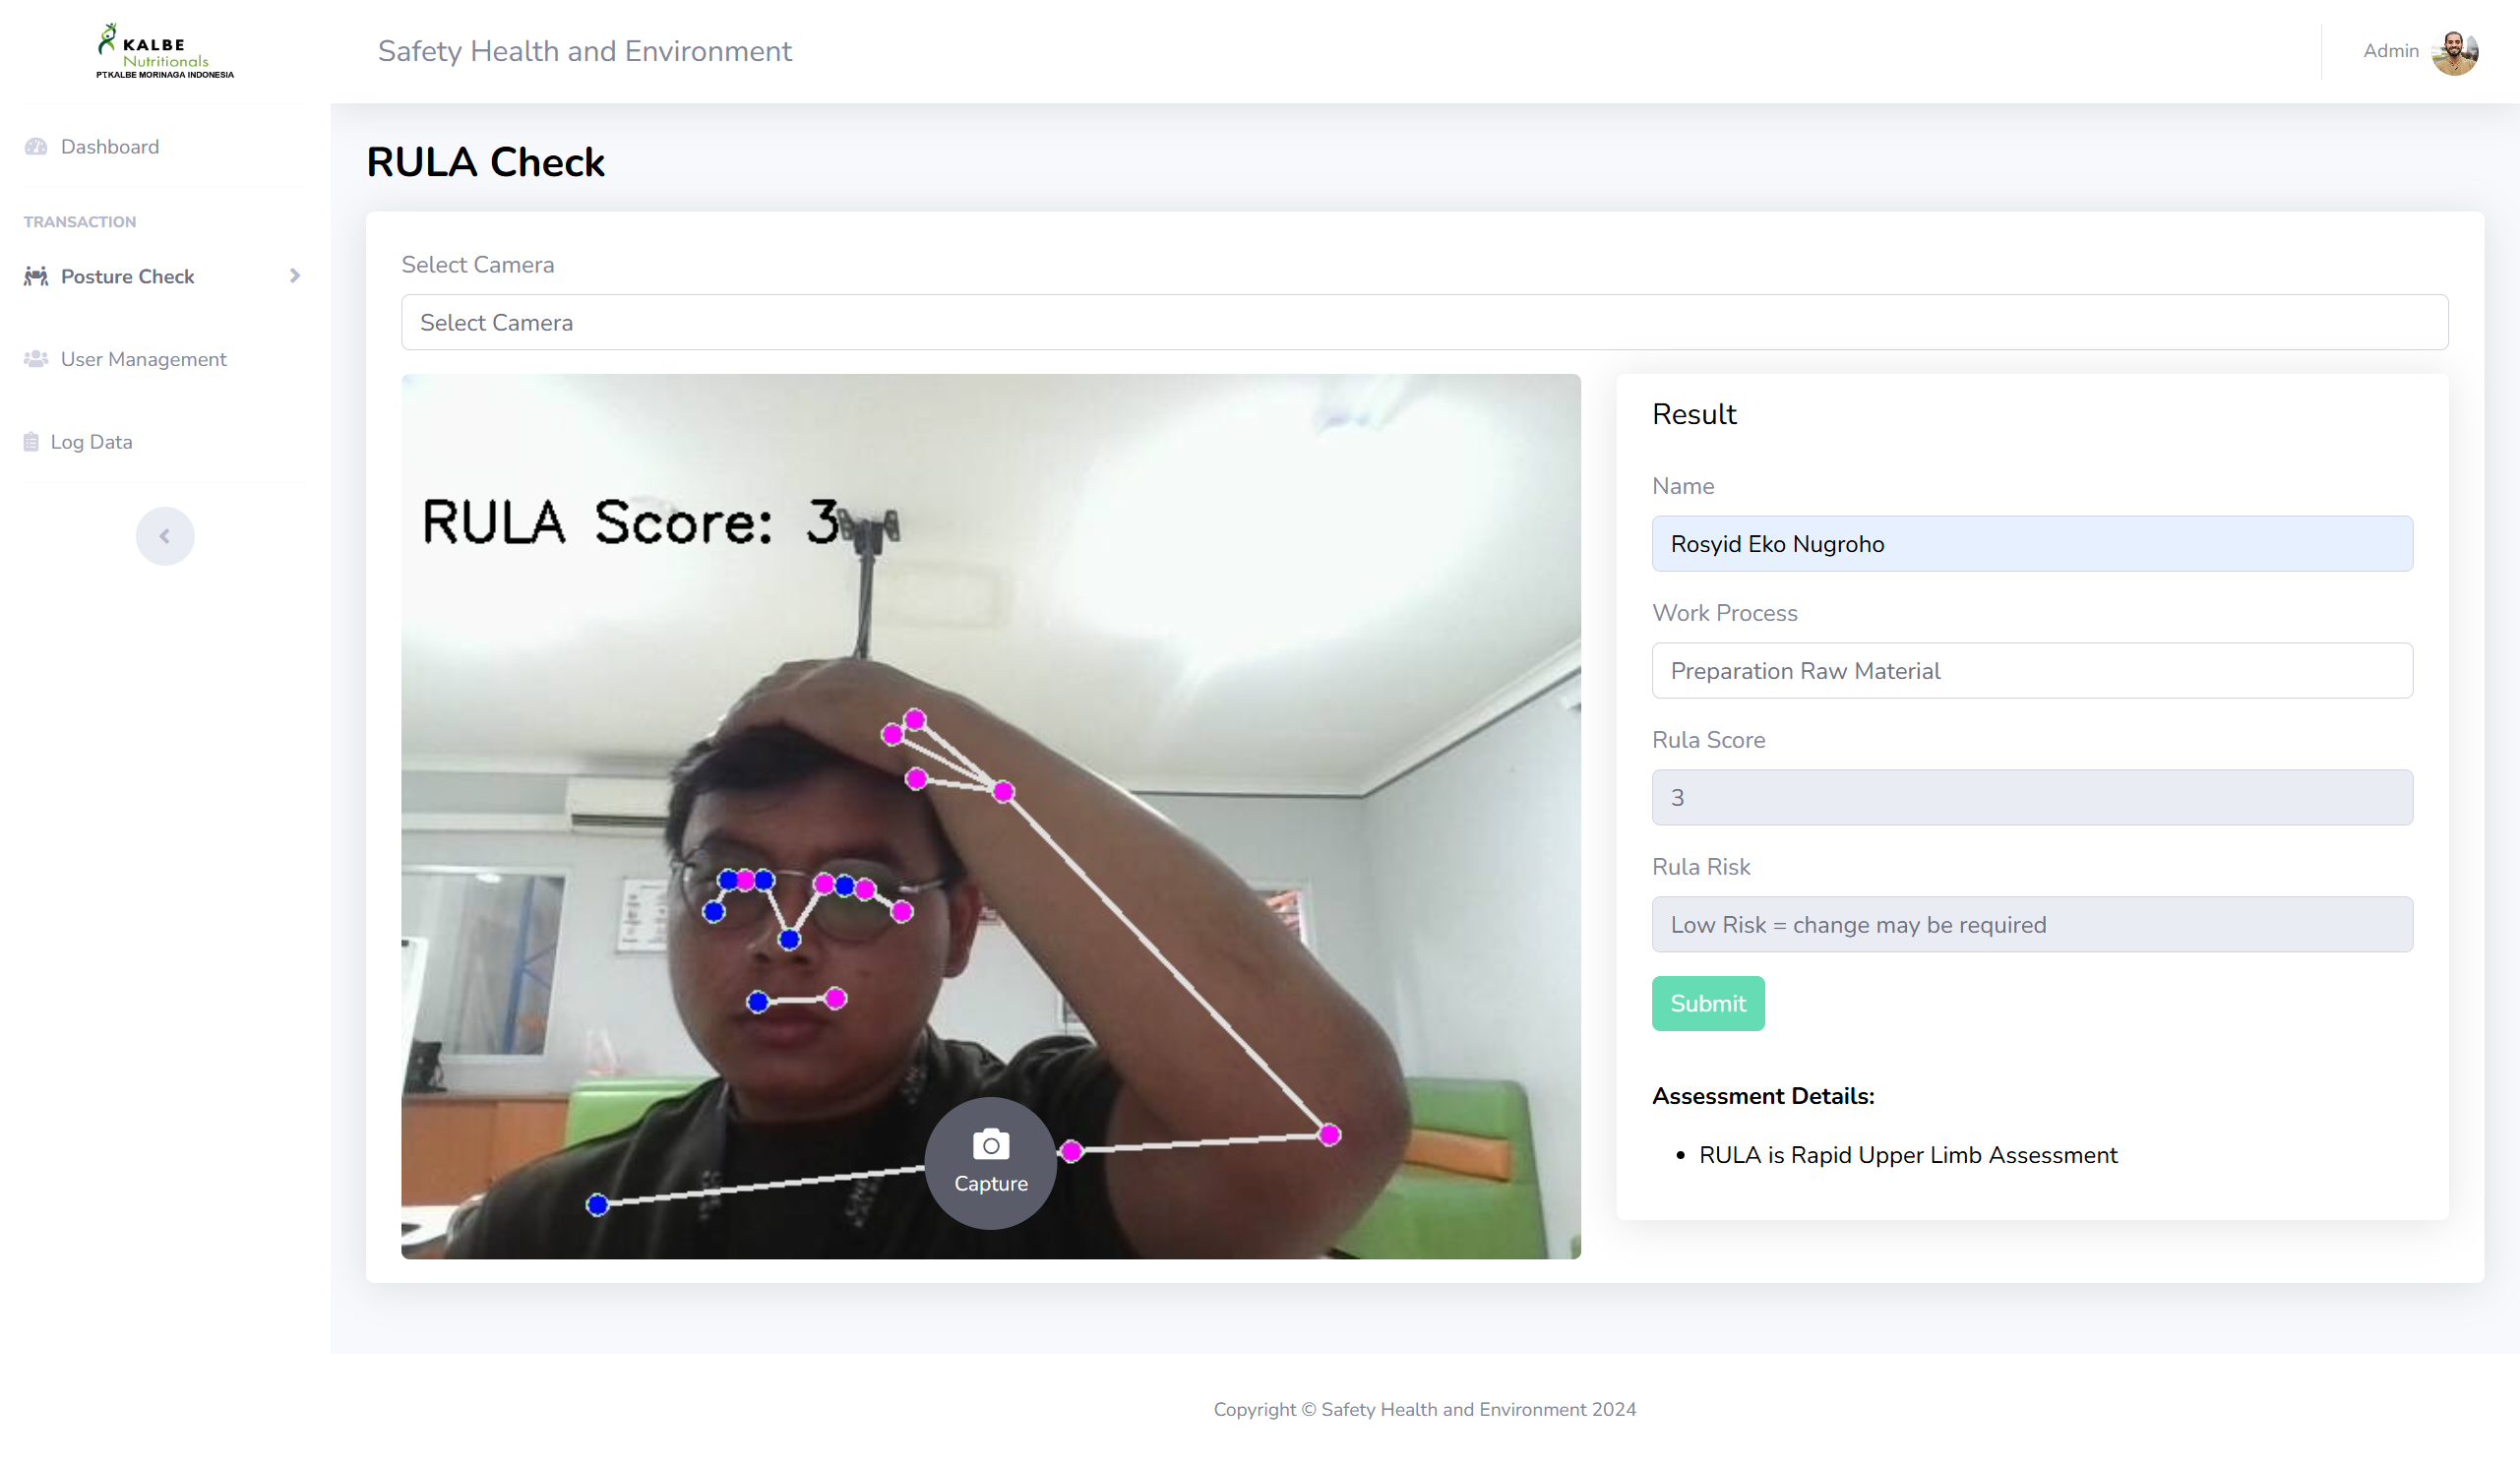 KALBE
Nutritionals
PT.KALBE MORINAGA INDONESIA
Safety Health and Environment
Admin
Dashboard
TRANSACTION
Posture Check
User Management
Log Data
RULA Check
Select Camera
Select Camera
RULA Score: 3
Capture
Result
Name
Rosyid Eko Nugroho
Work Process
Preparation Raw Material
Rula Score
3
Rula Risk
Low Risk = change may be required
Submit
Assessment Details:
• RULA is Rapid Upper Limb Assessment
Copyright © Safety Health and Environment 2024